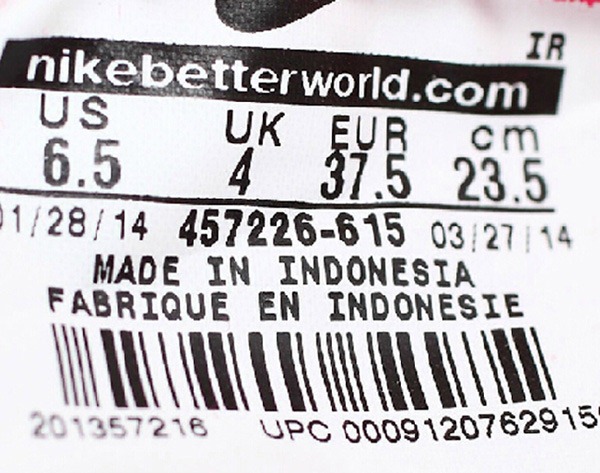 IR
nikebetterworld.com
US UK EUR cm
6.5 4 37.5 23.5
01/28/14 457226-615 03/27/14
MADE IN INDONESIA
FABRIQUE EN INDONESIE
201357216 UPC 00091207629159